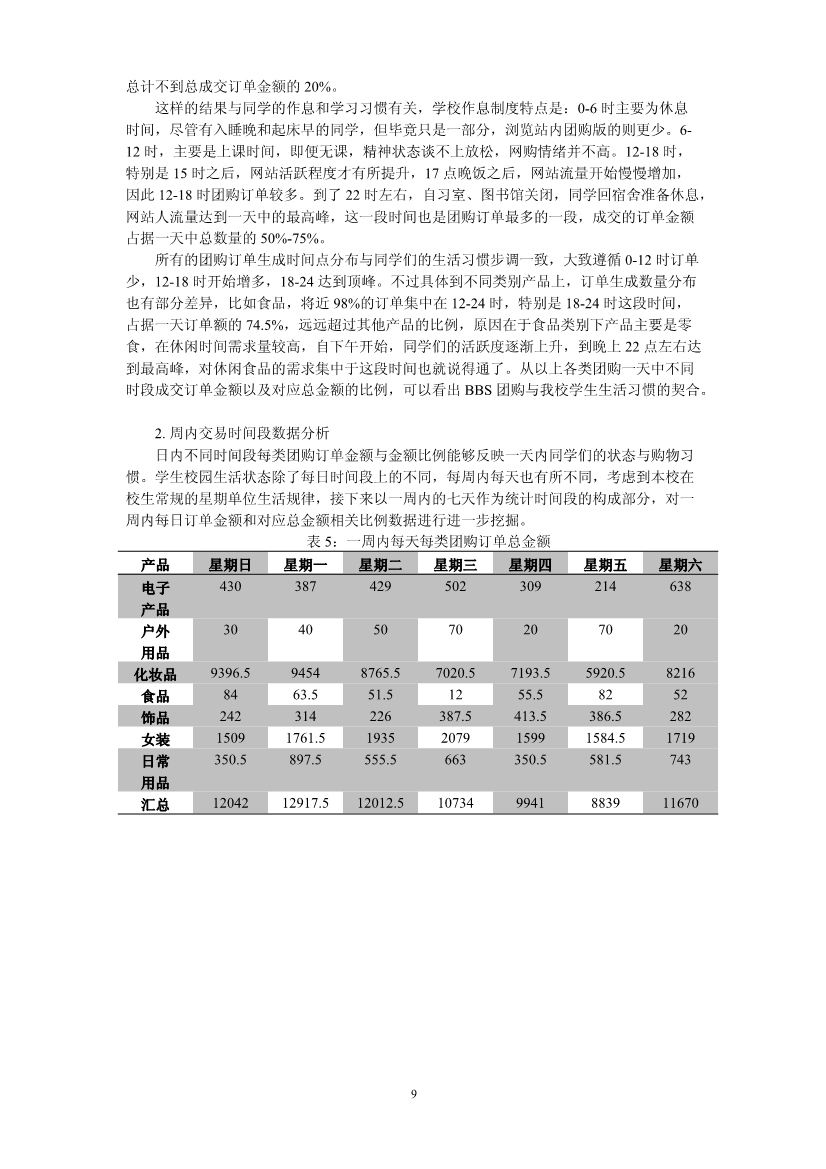 总计不到总成交订单金额的 20%。
这样的结果与同学的作息和学习习惯有关，学校作息制度特点是：0-6 时主要为休息
时间，尽管有入睡晚和起床早的同学，但毕竟只是一部分，浏览站内团购版的则更少。6-
12 时，主要是上课时间，即便无课，精神状态谈不上放松，网购情绪并不高。12-18 时，
特别是 15 时之后，网站活跃程度才有所提升，17 点晚饭之后，网站流量开始慢慢增加，
因此 12-18 时团购订单较多。到了 22 时左右，自习室、图书馆关闭，同学回宿舍准备休息，
网站人流量达到一天中的最高峰，这一段时间也是团购订单最多的一段，成交的订单金额
占据一天中总数量的 50%-75%。
所有的团购订单生成时间点分布与同学们的生活习惯步调一致，大致遵循 0-12 时订单
少，12-18 时开始增多，18-24 达到顶峰。不过具体到不同类别产品上，订单生成数量分布
也有部分差异，比如食品，将近 98%的订单集中在 12-24 时，特别是 18-24 时这段时间，
占据一天订单额的 74.5%，远远超过其他产品的比例，原因在于食品类别下产品主要是零
食，在休闲时间需求量较高，自下午开始，同学们的活跃度逐渐上升，到晚上 22 点左右达
到最高峰，对休闲食品的需求集中于这段时间也就说得通了。从以上各类团购一天中不同
时段成交订单金额以及对应总金额的比例，可以看出 BBS 团购与我校学生生活习惯的契合。
2. 周内交易时间段数据分析
日内不同时间段每类团购订单金额与金额比例能够反映一天内同学们的状态与购物习
惯。学生校园生活状态除了每日时间段上的不同，每周内每天也有所不同，考虑到本校在
校生常规的星期单位生活规律，接下来以一周内的七天作为统计时间段的构成部分，对一
周内每日订单金额和对应总金额相关比例数据进行进一步挖掘。
表 5：一周内每天每类团购订单总金额
产品 星期日 星期一 星期二 星期三 星期四 星期五 星期六
电子 430 387 429 502 309 214 638
产品
户外 30 40 50 70 20 70 20
用品
化妆品 9396.5 9454 8765.5 7020.5 7193.5 5920.5 8216
食品 84 63.5 51.5 12 55.5 82 52
饰品 242 314 226 387.5 413.5 386.5 282
女装 1509 1761.5 1935 2079 1599 1584.5 1719
日常 350.5 897.5 555.5 663 350.5 581.5 743
用品
汇总 12042 12917.5 12012.5 10734 9941 8839 11670
9